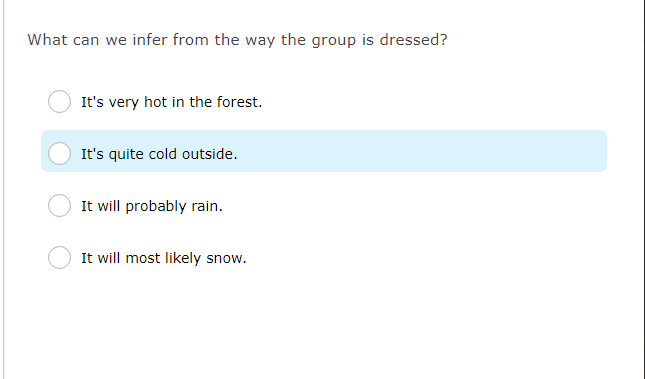 What can we infer from the way the group is dressed?
It's very hot in the forest.
It's quite cold outside.
It will probably rain.
It will most likely snow.